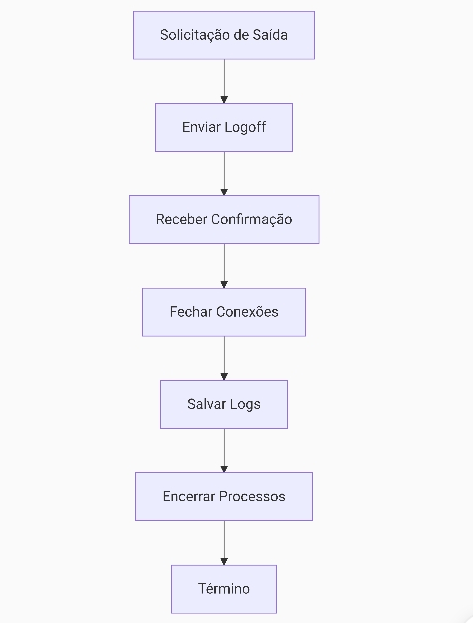 Solicitação de Saída
Enviar Logoff
Receber Confirmação
Fechar Conexões
Salvar Logs
Encerrar Processos
Término